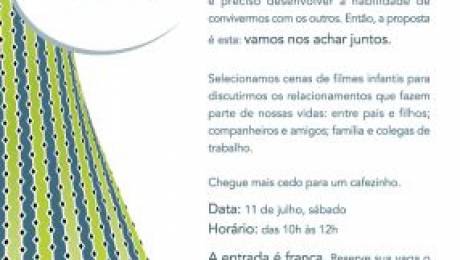 é preciso desenvolver a habilidade de
convivermos com os outros. Então, a proposta
é esta: vamos nos achar juntos.
Selecionamos cenas de filmes infantis para
discutirmos os relacionamentos que fazem
parte de nossas vidas: entre pais e filhos;
companheiros e amigos; família e colegas de
trabalho.
Chegue mais cedo para um cafezinho.
Data: 11 de julho, sábado
Horário: das 10h às 12h
A entrada é franca. Reserve sua vaga o